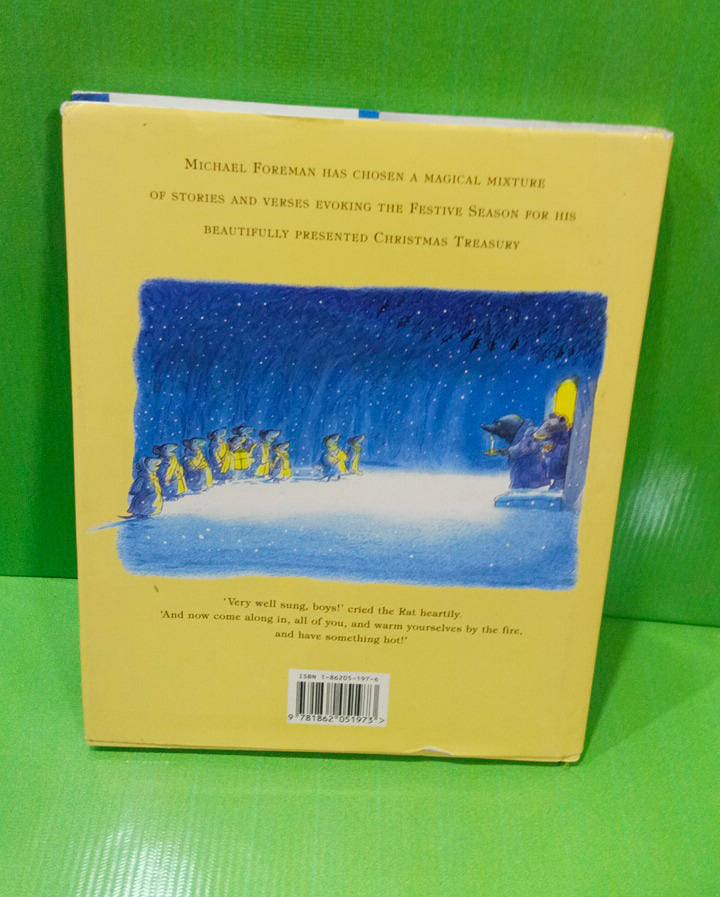 MICHAEL FOREMAN HAS CHOSEN A MAGICAL MIXTURE
OF STORIES AND VERSES EVOKING THE FESTIVE SEASON FOR HIS
BEAUTIFULLY PRESENTED CHRISTMAS TREASURY
‘Very well sung, boys!’ cried the Rat heartily.
‘And now come along in, all of you, and warm yourselves by the fire,
and have something hot!’
ISBN 1-86205-197-6
9 781862 051973 >